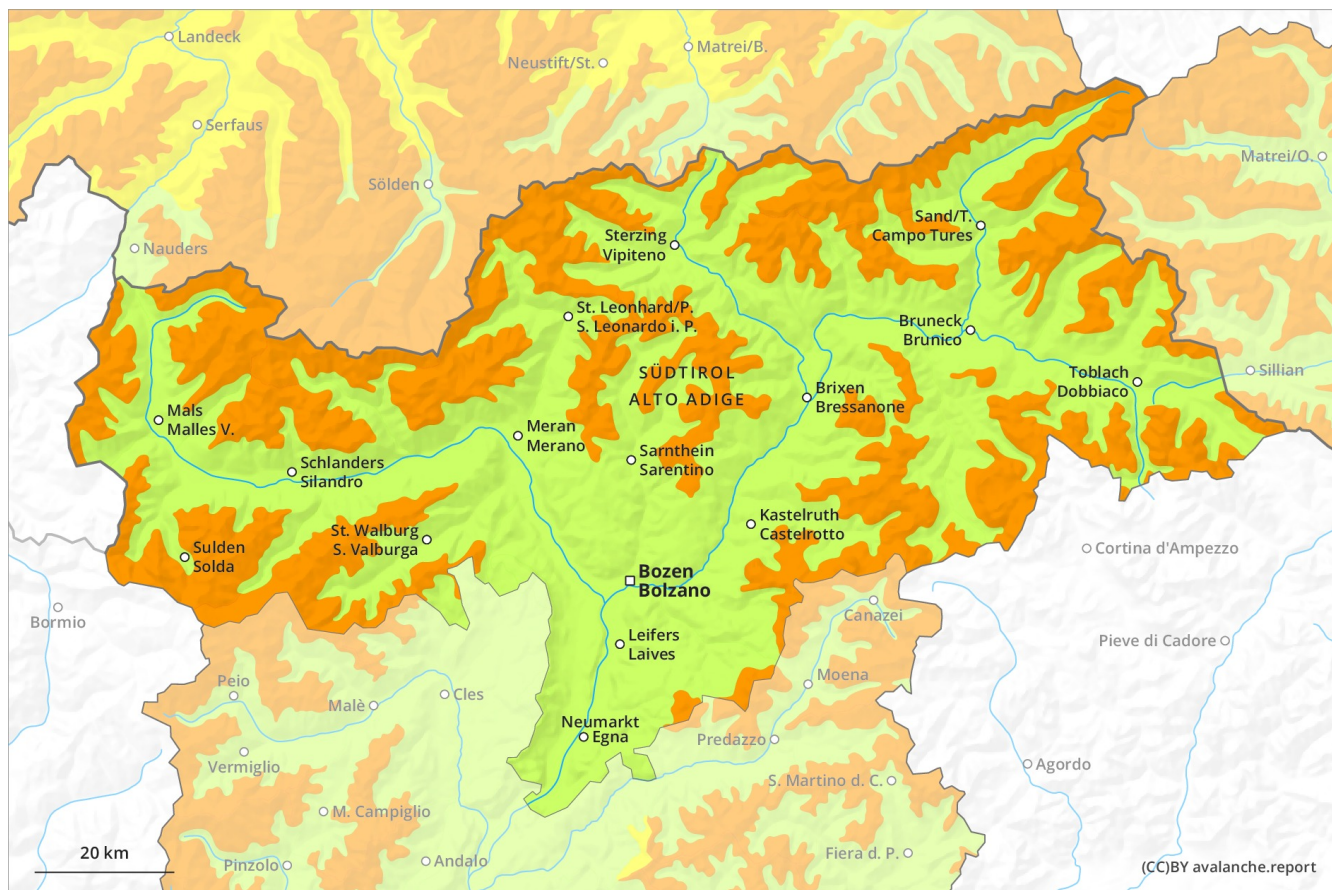 Landeck
Matrei/B.
Neustift/St.
Serfaus
Matrei/O.
Sölden
Sand/T.
Campo Tures
Sterzing
Vipiteno
Nauders
St. Leonhard/P.
S. Leonardo i. P.
Bruneck
Brunico
SÜDTIROL
ALTO ADIGE
Toblach
Dobbiaco
Sillian
Brixen
Bressanone
Mals
Malles V.
Meran
Merano
Sarnthein
Sarentino
Schlanders
Silandro
Kastelruth
Castelrotto
St. Walburg
S. Valburga
Sulden
Solda
Cortina d'Ampezzo
Bozen
Bolzano
Bormio
Canazei
Leifers
Laives
Pieve di Cadore
Moena
Peio
Cles
Malè
Neumarkt
Egna
Predazzo
Vermiglio
Agordo
S. Martino d. C.
M. Campiglio
20 km
Pinzolo
Andalo
Fiera d. P.
(CC)BY avalanche.report